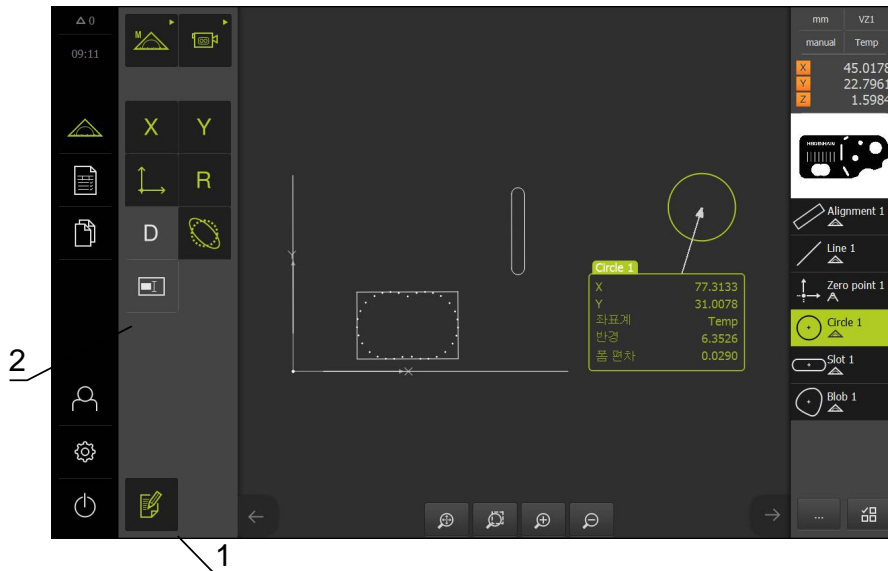 0
09:11
M
X
Y
R
D
Y
X
Circle 1
X 77.3133
Y 31.0078
좌표계 Temp
반경 6.3526
폼 편차 0.0290
mm VZ1
manual Temp
X 45.0178
Y 22.7961
Z 1.5984
HEIDENHAIN
Alignment 1
Line 1
Zero point 1
Circle 1
Slot 1
Blob 1
...
2
1